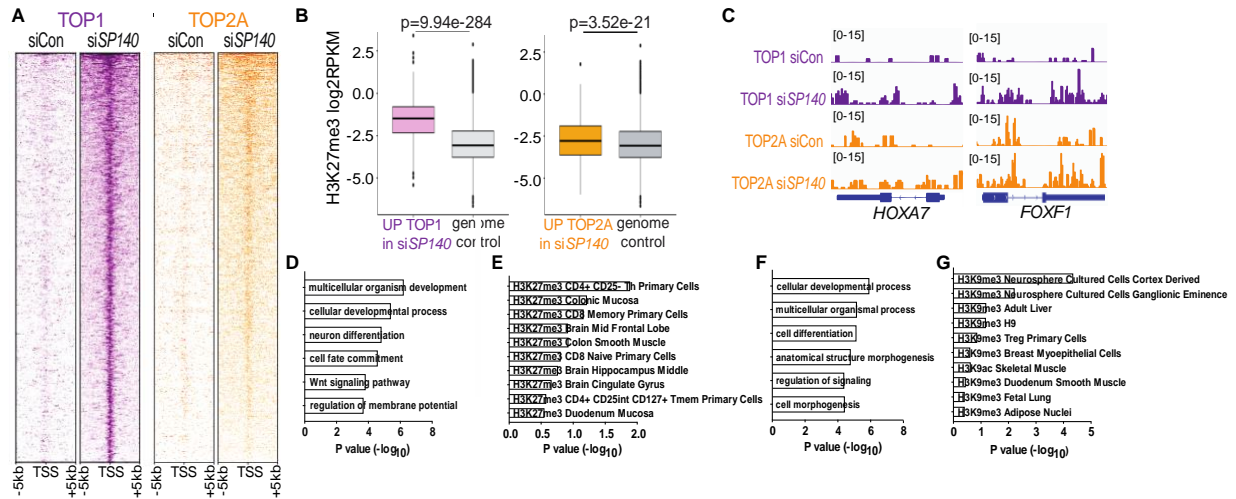 A
TOP1
TOP2A
siCon
siSP140
siCon
siSP140
-5kb
TSS
+5kb
-5kb
TSS
+5kb
-5kb
TSS
+5kb
-5kb
TSS
+5kb
B
p=9.94e-284
p=3.52e-21
H3K27me3 log2RPKM
2.5
0.0
-2.5
-5.0
2.5
0.0
-2.5
-5.0
UP TOP1
in siSP140
genome
control
UP TOP2A
in siSP140
genome
control
C
[0-15]
[0-15]
TOP1 siCon
[0-15]
[0-15]
TOP1 siSP140
[0-15]
[0-15]
TOP2A siCon
[0-15]
[0-15]
TOP2A siSP140
HOXA7
FOXF1
D
multicellular organism development
cellular developmental process
neuron differentiation
cell fate commitment
Wnt signaling pathway
regulation of membrane potential
0
2
4
6
8
P value (-log10)
E
H3K27me3 CD4+ CD25- Th Primary Cells
H3K27me3 Colonic Mucosa
H3K27me3 CD8 Memory Primary Cells
H3K27me3 Brain Mid Frontal Lobe
H3K27me3 Colon Smooth Muscle
H3K27me3 CD8 Naive Primary Cells
H3K27me3 Brain Hippocampus Middle
H3K27me3 Brain Cingulate Gyrus
H3K27me3 CD4+ CD25int CD127+ Tmem Primary Cells
H3K27me3 Duodenum Mucosa
0.0
0.5
1.0
1.5
2.0
P value (-log10)
F
cellular developmental process
multicellular organismal process
cell differentiation
anatomical structure morphogenesis
regulation of signaling
cell morphogenesis
0
2
4
6
8
P value (-log10)
G
H3K9me3 Neurosphere Cultured Cells Cortex Derived
H3K9me3 Neurosphere Cultured Cells Ganglionic Eminence
H3K9me3 Adult Liver
H3K9me3 H9
H3K9me3 Treg Primary Cells
H3K9me3 Breast Myoepithelial Cells
H3K9ac Skeletal Muscle
H3K9me3 Duodenum Smooth Muscle
H3K9me3 Fetal Lung
H3K9me3 Adipose Nuclei
0
1
2
3
4
5
P value (-log10)